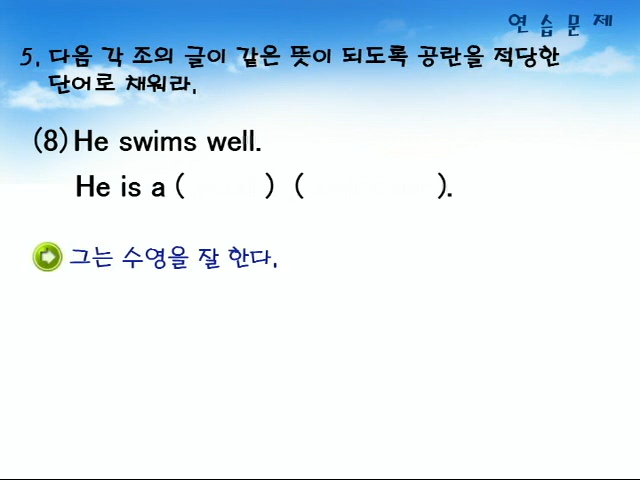 연습문제
5. 다음 각 조의 글이 같은 뜻이 되도록 공란을 적당한
단어로 채워라.
(8) He swims well.
He is a (          )  (                    ).
그는 수영을 잘 한다.